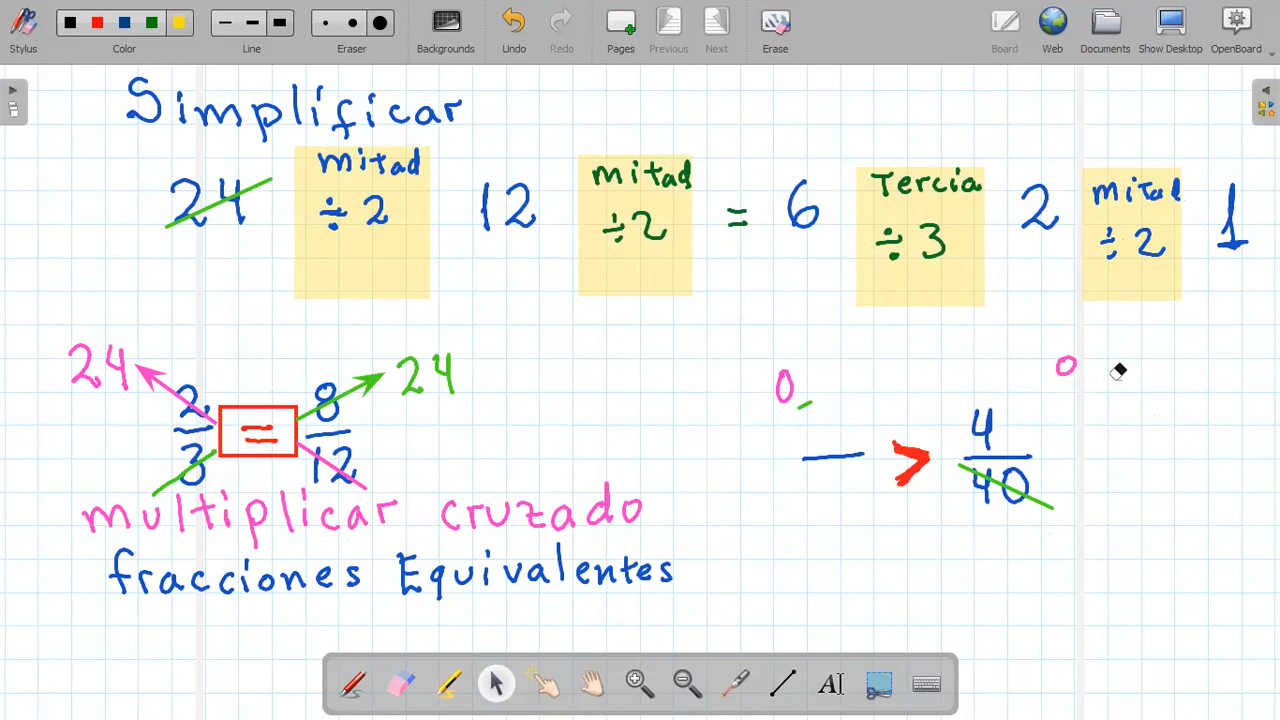 Stylus Color Line Eraser Backgrounds Undo Redo Pages Previous Next Erase Board Web Documents Show Desktop OpenBoard
Simplificar
24 mitad ÷ 2 12 mitad ÷2 = 6 Tercia ÷ 3 2 mitad ÷ 2 1
24 24 0 0
2/3 = 8/12 > 4/40
multiplicar cruzado
fracciones Equivalentes